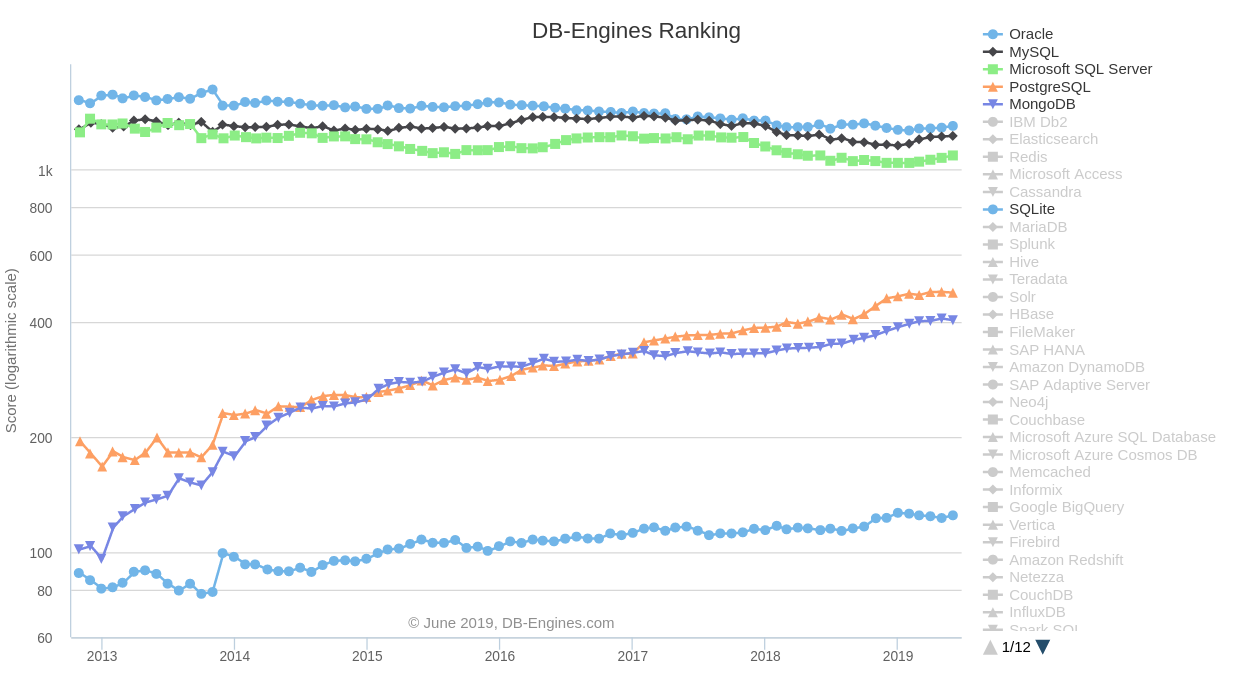 DB-Engines Ranking
Score (logarithmic scale)
1k
800
600
400
200
100
80
60
2013
2014
2015
2016
2017
2018
2019
© June 2019, DB-Engines.com
Oracle
MySQL
Microsoft SQL Server
PostgreSQL
MongoDB
IBM Db2
Elasticsearch
Redis
Microsoft Access
Cassandra
SQLite
MariaDB
Splunk
Hive
Teradata
Solr
HBase
FileMaker
SAP HANA
Amazon DynamoDB
SAP Adaptive Server
Neo4j
Couchbase
Microsoft Azure SQL Database
Microsoft Azure Cosmos DB
Memcached
Informix
Google BigQuery
Vertica
Firebird
Amazon Redshift
Netezza
CouchDB
InfluxDB
Spark SQL
1/12